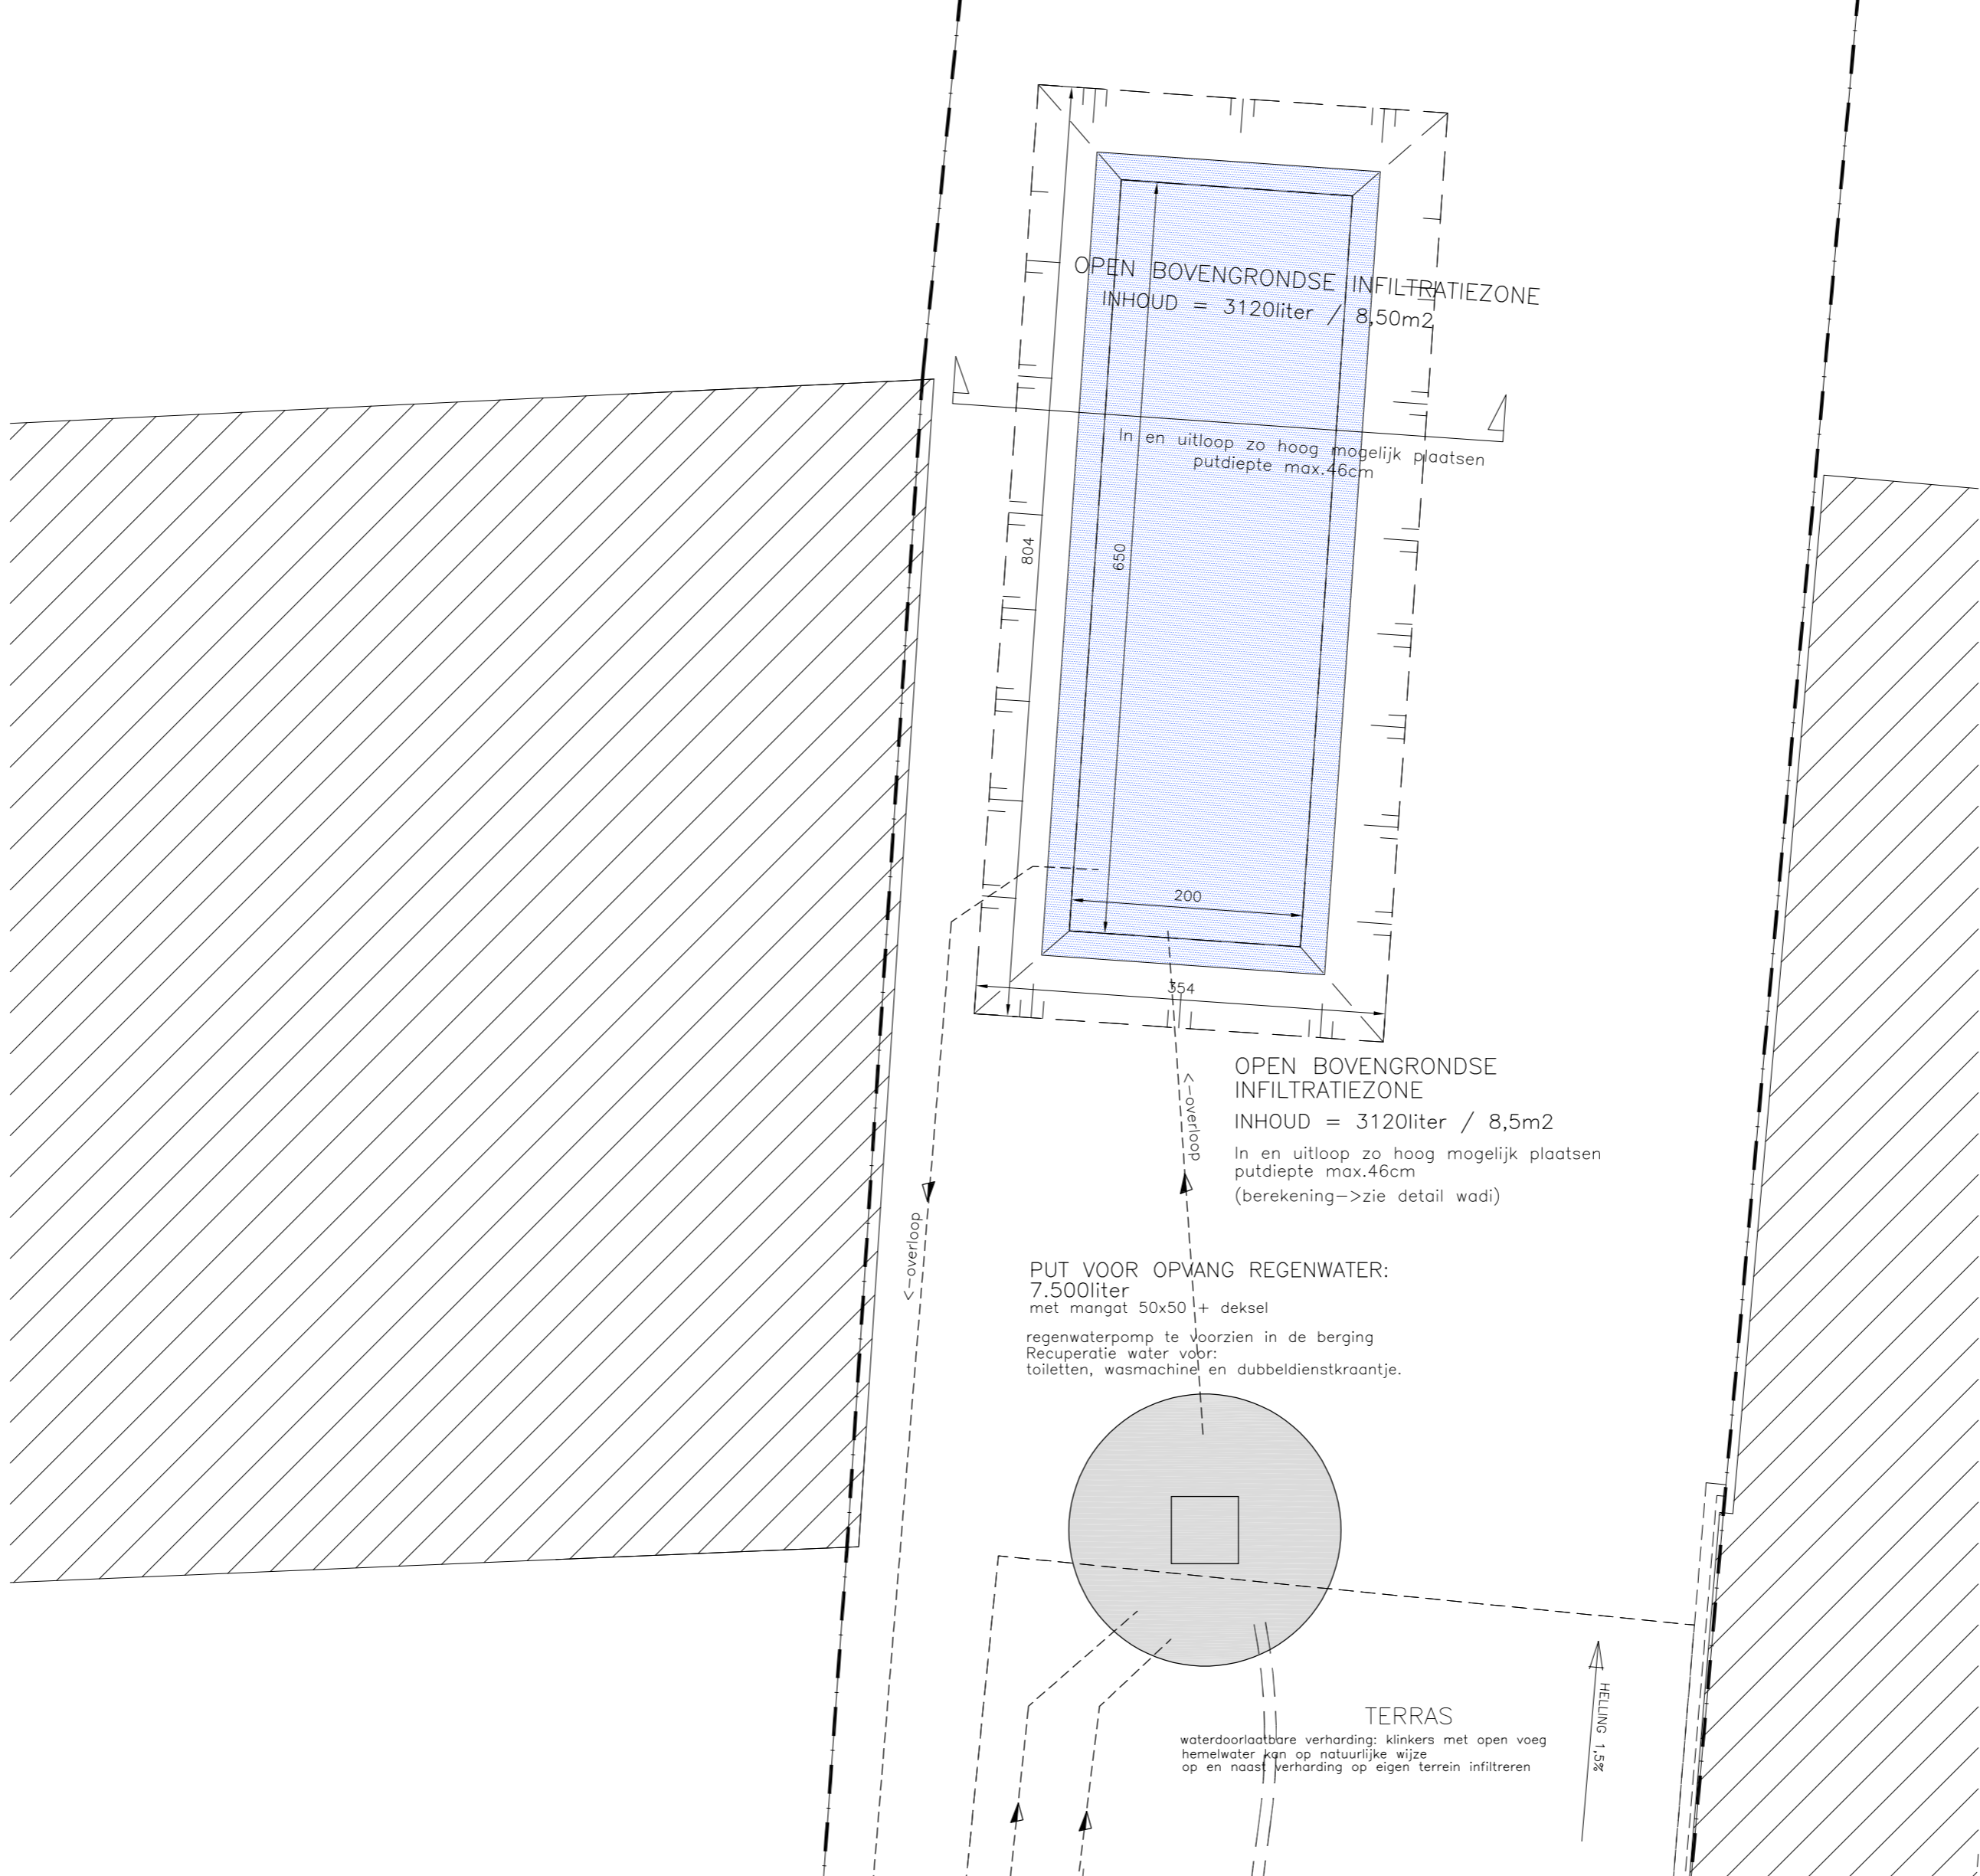 OPEN BOVENGRONDSE INFILTRATIEZONE
INHOUD = 3120liter / 8,50m2
In en uitloop zo hoog mogelijk plaatsen
putdiepte max.46cm
804
650
200
354
OPEN BOVENGRONDSE
INFILTRATIEZONE
INHOUD = 3120liter / 8,5m2
In en uitloop zo hoog mogelijk plaatsen
putdiepte max.46cm
(berekening->zie detail wadi)
<-overloop
<-overloop
PUT VOOR OPVANG REGENWATER:
7.500liter
met mangat 50x50 + deksel
regenwaterpomp te voorzien in de berging
Recuperatie water voor:
toiletten, wasmachine en dubbeldienstkraantje.
TERRAS
waterdoorlaatbare verharding: klinkers met open voeg
hemelwater kan op natuurlijke wijze
op en naast verharding op eigen terrein infiltreren
HELLING 1,5%